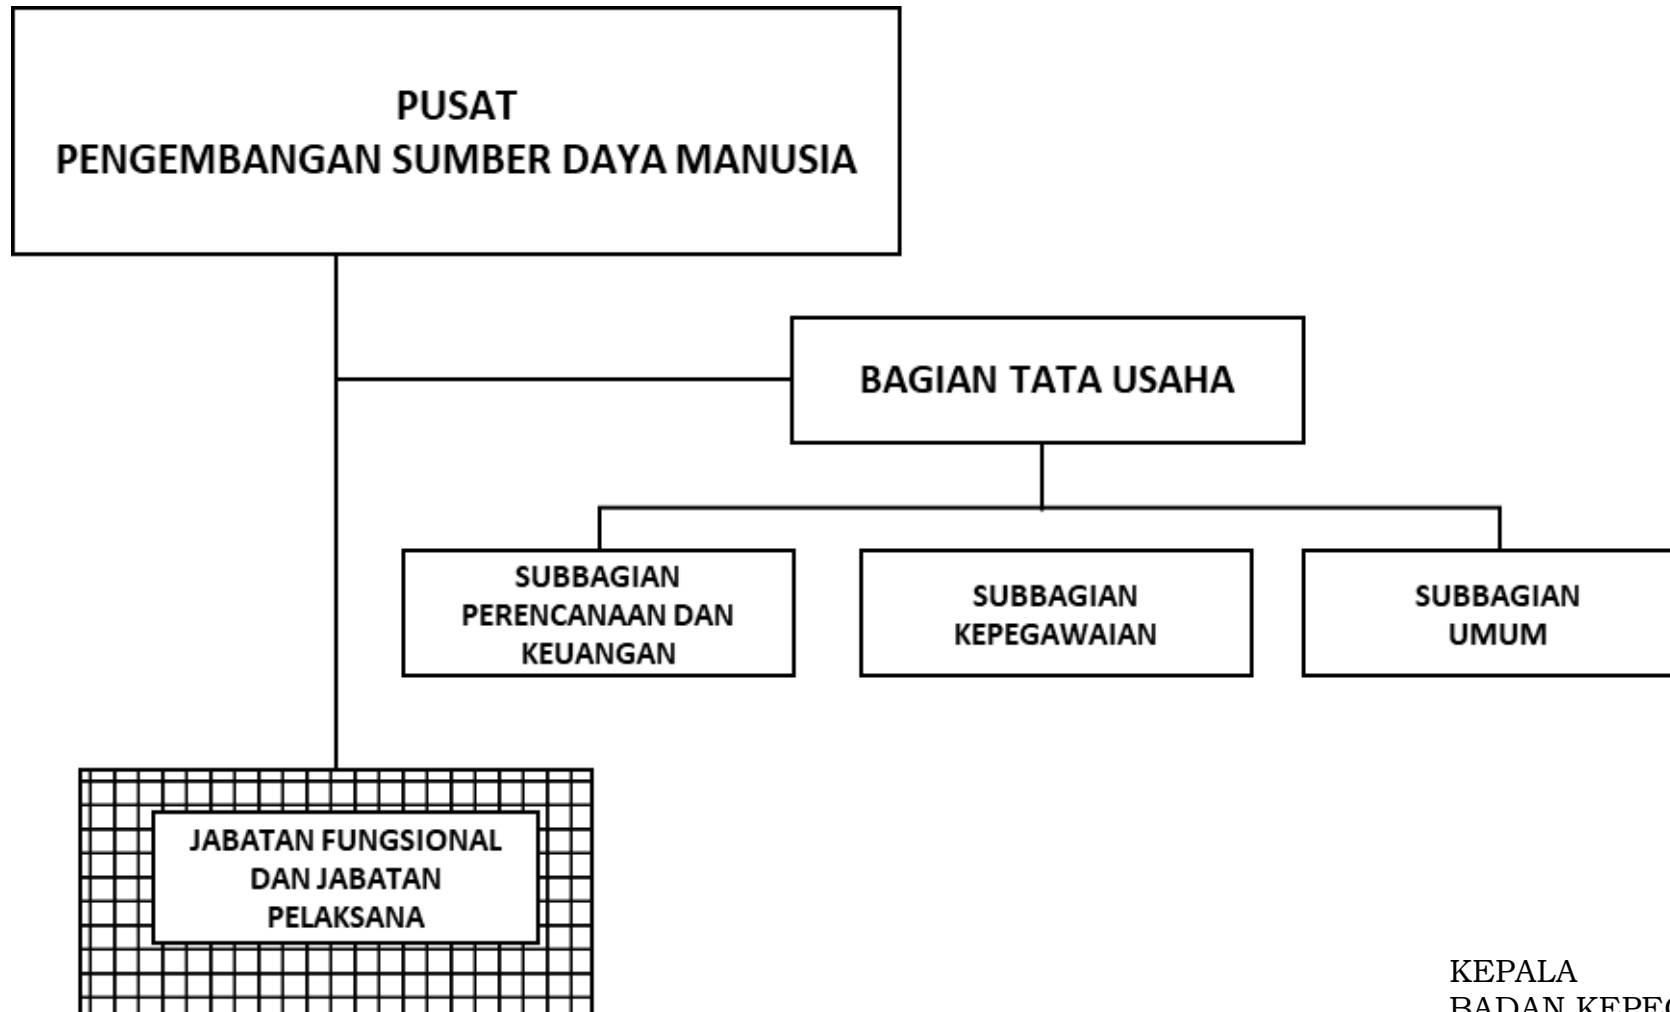 PUSAT
PENGEMBANGAN SUMBER DAYA MANUSIA
BAGIAN TATA USAHA
SUBBAGIAN
PERENCANAAN DAN
KEUANGAN
SUBBAGIAN
KEPEGAWAIAN
SUBBAGIAN
UMUM
JABATAN FUNGSIONAL
DAN JABATAN
PELAKSANA
KEPALA
BADAN